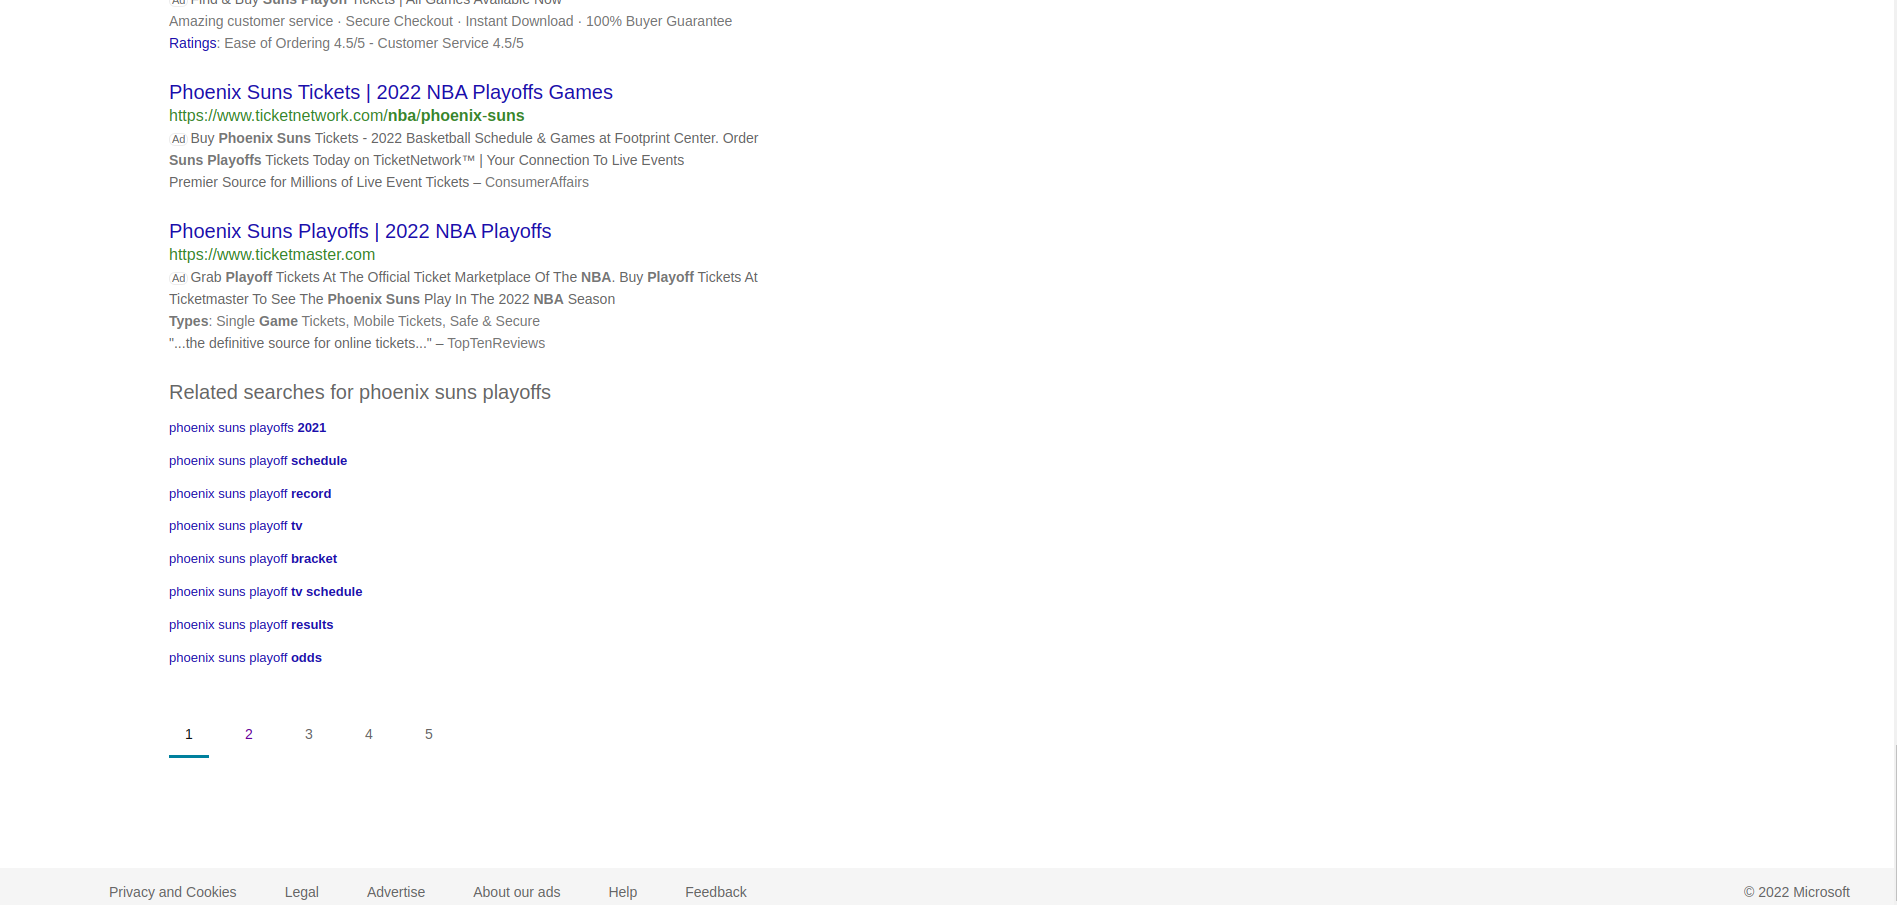 Ad Find & Buy Suns Playoff Tickets | All Games Available Now
Amazing customer service · Secure Checkout · Instant Download · 100% Buyer Guarantee
Ratings: Ease of Ordering 4.5/5 - Customer Service 4.5/5
Phoenix Suns Tickets | 2022 NBA Playoffs Games
https://www.ticketnetwork.com/nba/phoenix-suns
Ad Buy Phoenix Suns Tickets - 2022 Basketball Schedule & Games at Footprint Center. Order
Suns Playoffs Tickets Today on TicketNetwork™ | Your Connection To Live Events
Premier Source for Millions of Live Event Tickets – ConsumerAffairs
Phoenix Suns Playoffs | 2022 NBA Playoffs
https://www.ticketmaster.com
Ad Grab Playoff Tickets At The Official Ticket Marketplace Of The NBA. Buy Playoff Tickets At
Ticketmaster To See The Phoenix Suns Play In The 2022 NBA Season
Types: Single Game Tickets, Mobile Tickets, Safe & Secure
"...the definitive source for online tickets..." – TopTenReviews
Related searches for phoenix suns playoffs
phoenix suns playoffs 2021
phoenix suns playoff schedule
phoenix suns playoff record
phoenix suns playoff tv
phoenix suns playoff bracket
phoenix suns playoff tv schedule
phoenix suns playoff results
phoenix suns playoff odds
1 2 3 4 5
Privacy and Cookies Legal Advertise About our ads Help Feedback © 2022 Microsoft